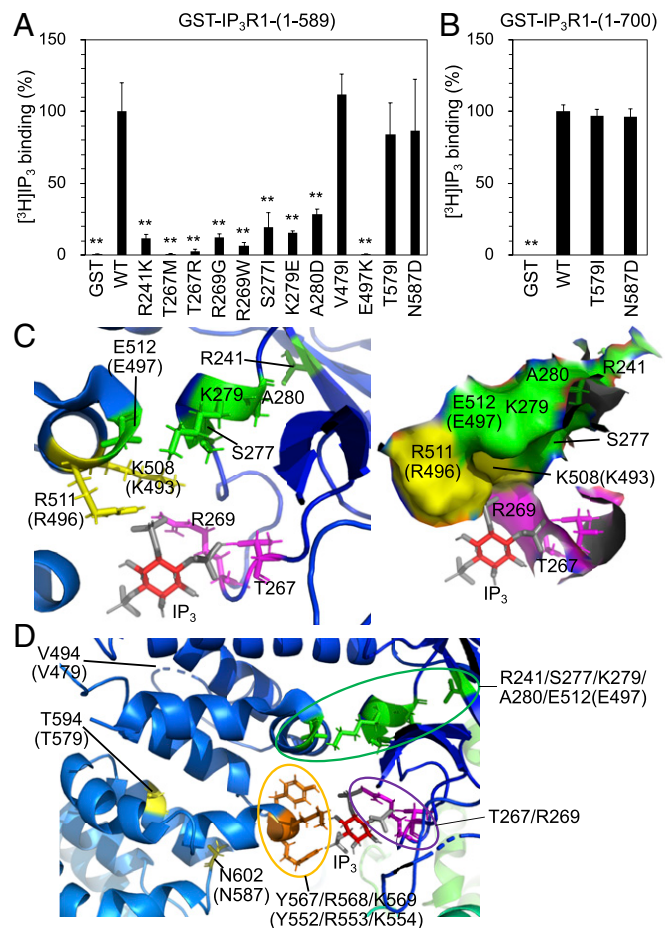 A
GST-IP3R1-(1-589)
[3H]IP3 binding (%)
150
100
50
0
**
**
**
**
**
**
**
**
**
**
GST
WT
R241K
T267M
T267R
R269G
R269W
S277I
K279E
A280D
V479I
E497K
T579I
N587D
B
GST-IP3R1-(1-700)
[3H]IP3 binding (%)
150
100
50
0
**
GST
WT
T579I
N587D
C
E512
(E497)
R241
K279
A280
S277
K508
(K493)
R511
(R496)
R269
T267
IP3
A280
R241
E512
(E497)
K279
S277
R511
(R496)
K508(K493)
R269
T267
IP3
D
V494
(V479)
T594
(T579)
R241/S277/K279/
A280/E512(E497)
T267/R269
IP3
N602
(N587)
Y567/R568/K569
(Y552/R553/K554)